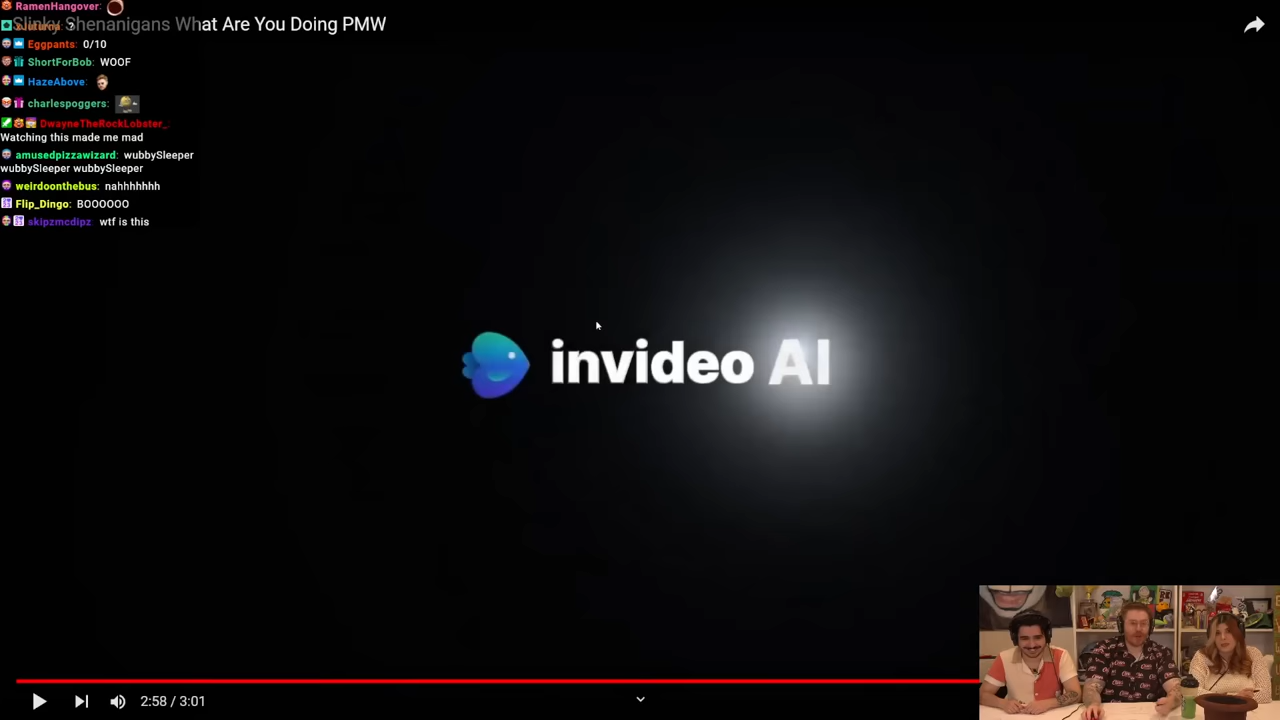 RamenHangover:
Slinky Shenanigans What Are You Doing PMW
Eggpants: 0/10
ShortForBob: WOOF
HazeAbove:
charlespoggers:
DwayneTheRockLobster_:
Watching this made me mad
amusedpizzawizard: wubbySleeper
wubbySleeper wubbySleeper
weirdoonthebus: nahhhhhhh
Flip_Dingo: BOOOOOO
skipzmcdipz wtf is this
invideo AI
2:58 / 3:01